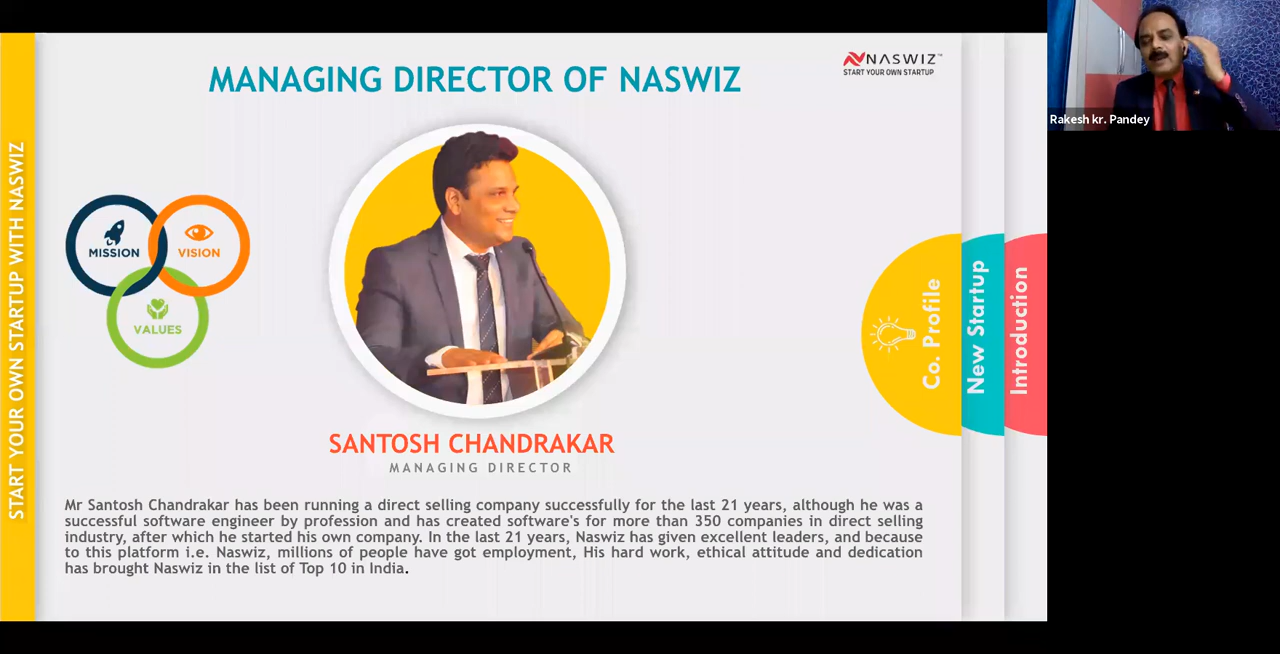 MANAGING DIRECTOR OF NASWIZ
NASWIZ™
START YOUR OWN STARTUP
Rakesh kr. Pandey
START YOUR OWN STARTUP WITH NASWIZ
MISSION
VISION
VALUES
Co. Profile
New Startup
Introduction
SANTOSH CHANDRAKAR
MANAGING DIRECTOR
Mr Santosh Chandrakar has been running a direct selling company successfully for the last 21 years, although he was a
successful software engineer by profession and has created software's for more than 350 companies in direct selling
industry, after which he started his own company. In the last 21 years, Naswiz has given excellent leaders, and because
to this platform i.e. Naswiz, millions of people have got employment, His hard work, ethical attitude and dedication
has brought Naswiz in the list of Top 10 in India.